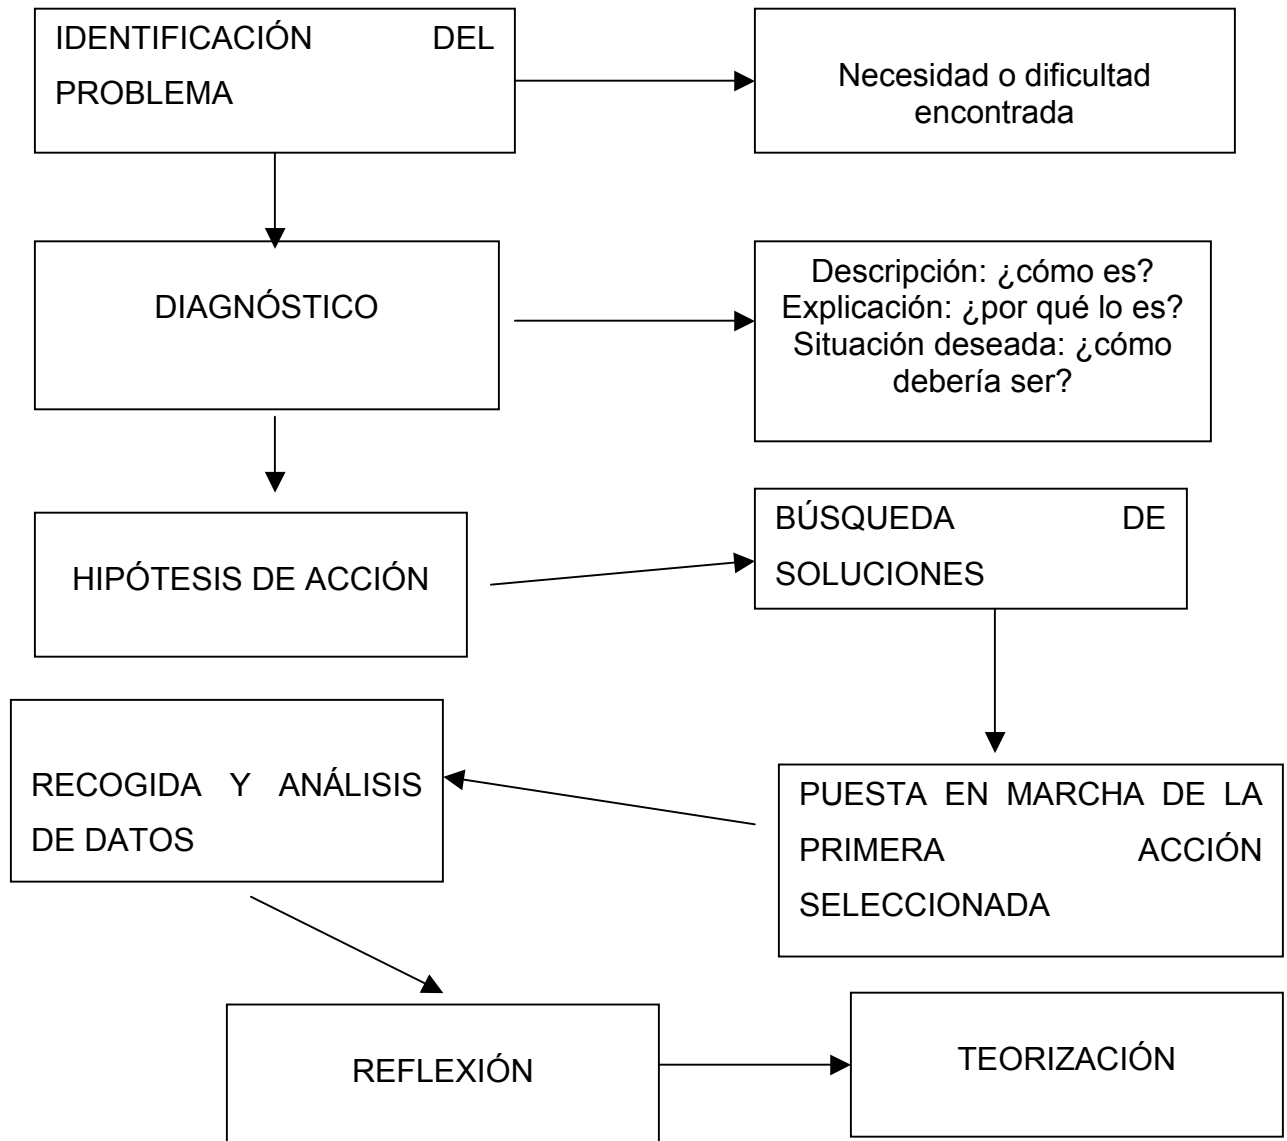 IDENTIFICACIÓN DEL
PROBLEMA
Necesidad o dificultad
encontrada
DIAGNÓSTICO
Descripción: ¿cómo es?
Explicación: ¿por qué lo es?
Situación deseada: ¿cómo
debería ser?
HIPÓTESIS DE ACCIÓN
BÚSQUEDA DE
SOLUCIONES
PUESTA EN MARCHA DE LA
PRIMERA ACCIÓN
SELECCIONADA
RECOGIDA Y ANÁLISIS
DE DATOS
REFLEXIÓN
TEORIZACIÓN